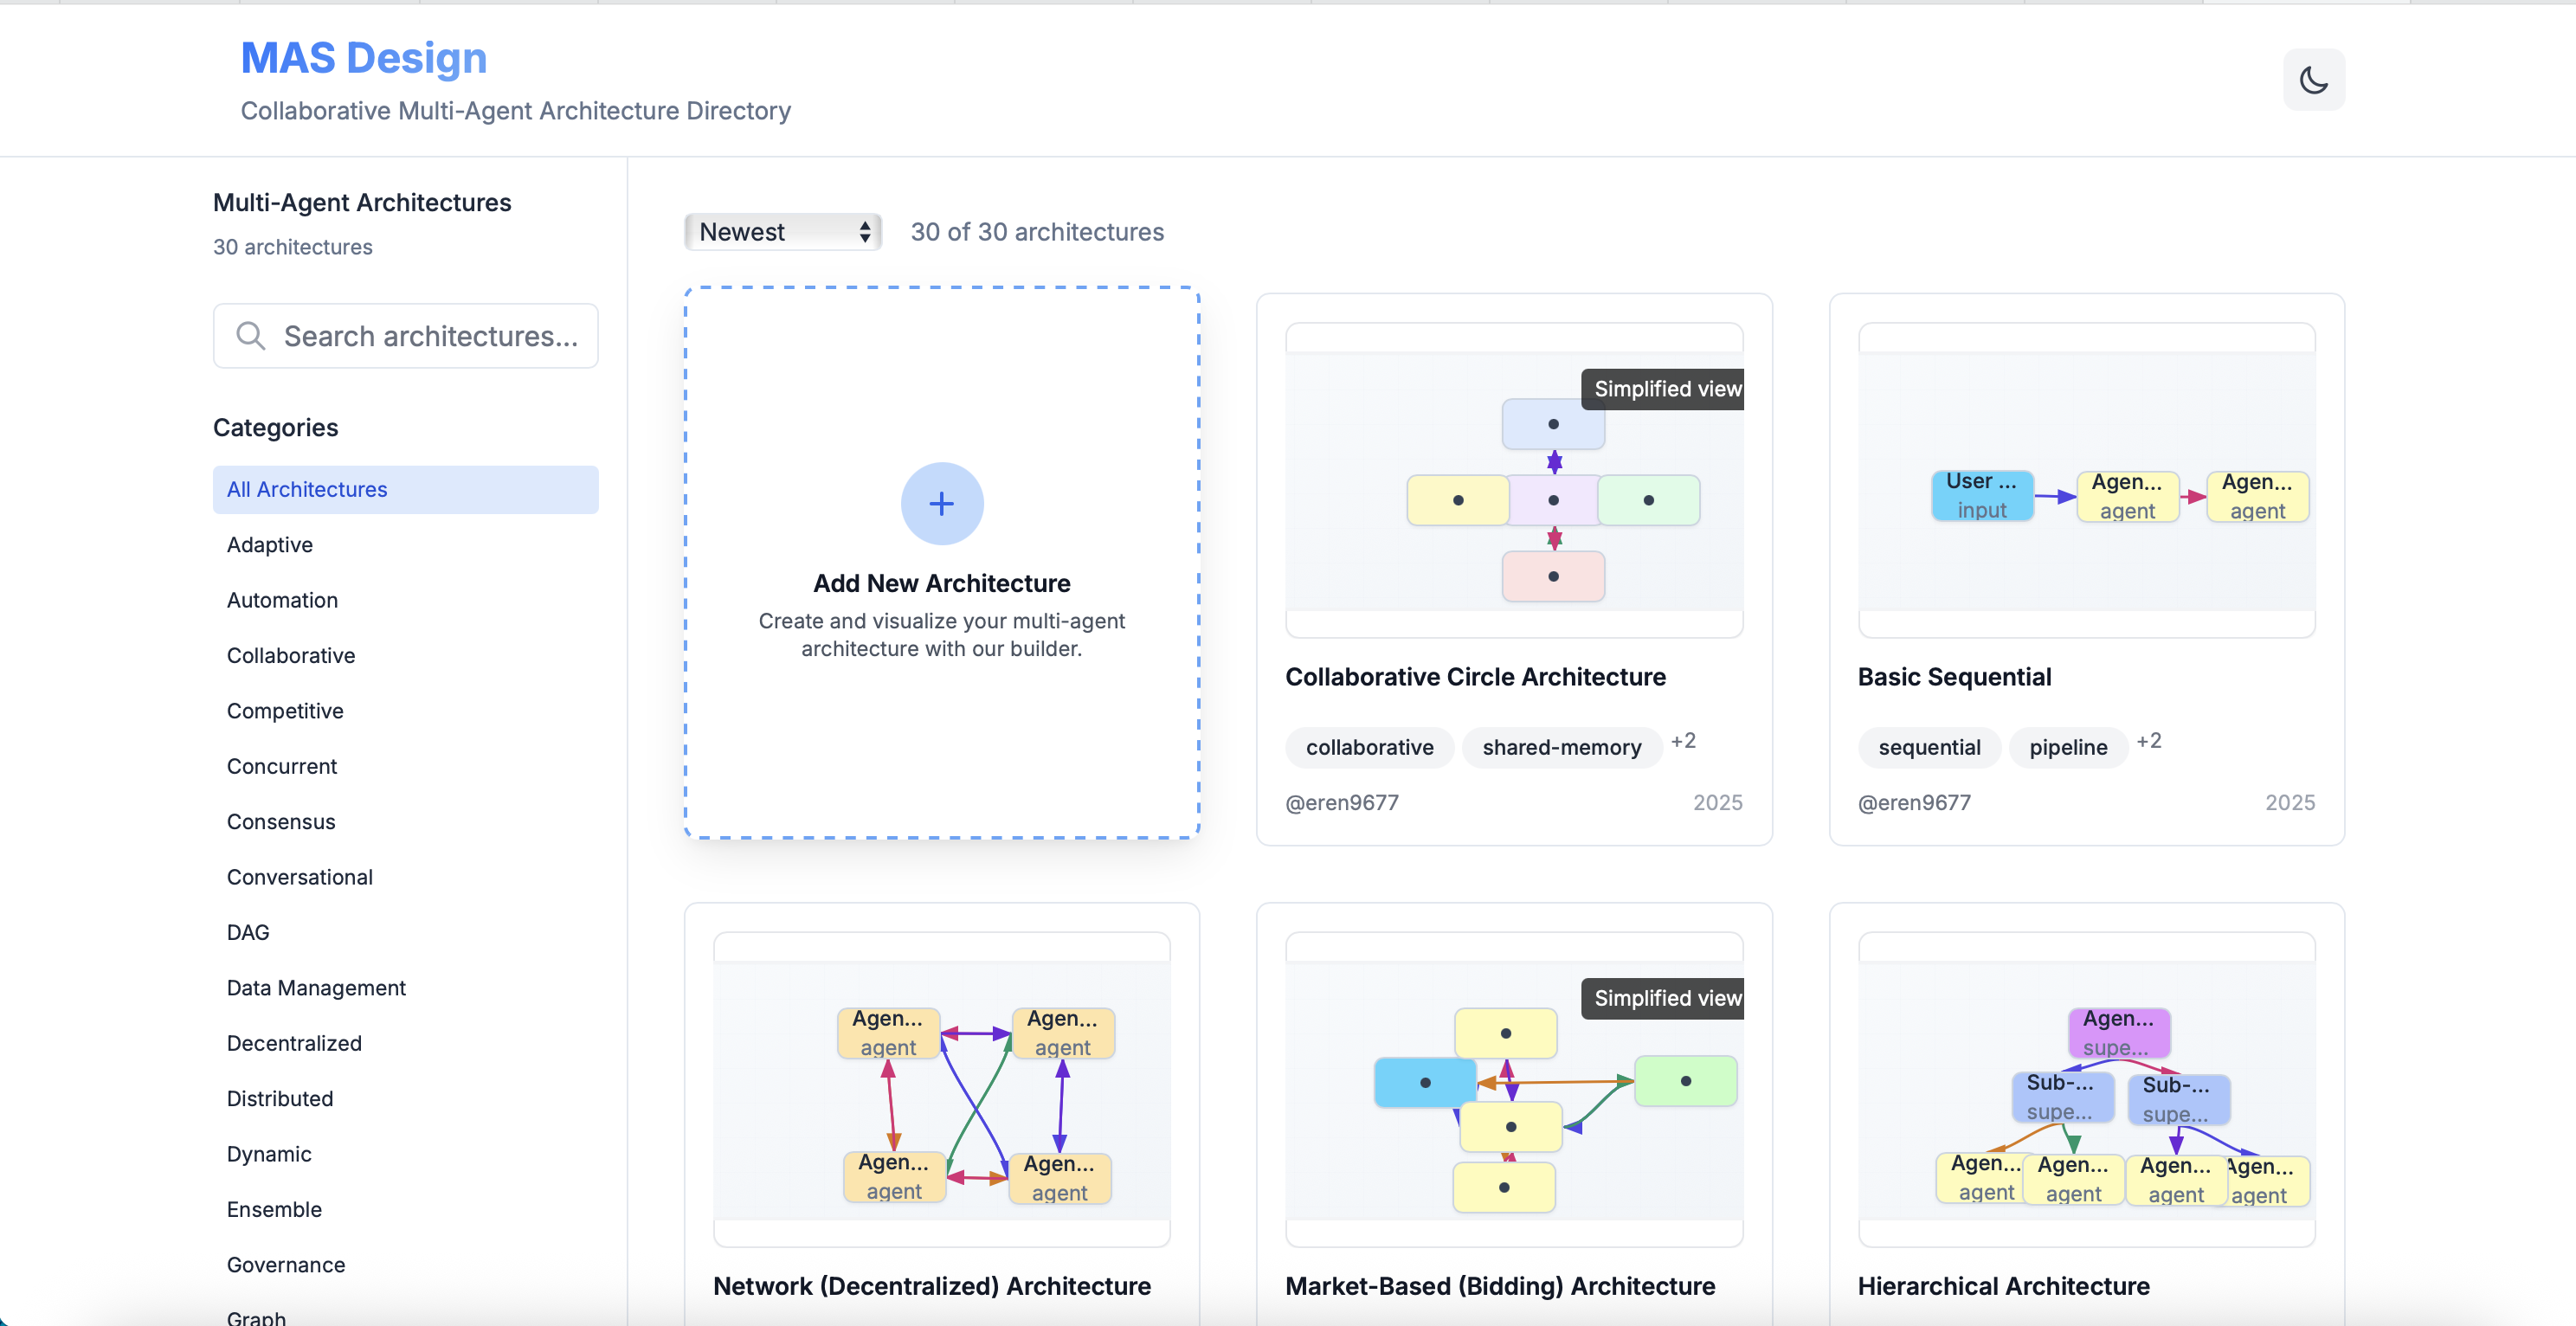 MAS Design
Collaborative Multi-Agent Architecture Directory
Multi-Agent Architectures
30 architectures
Search architectures...
Categories
All Architectures
Adaptive
Automation
Collaborative
Competitive
Concurrent
Consensus
Conversational
DAG
Data Management
Decentralized
Distributed
Dynamic
Ensemble
Governance
Graph
Newest
30 of 30 architectures
Add New Architecture
Create and visualize your multi-agent
architecture with our builder.
Simplified view
Collaborative Circle Architecture
collaborative shared-memory +2
@eren9677 2025
User ... Agen... Agen...
input agent agent
Basic Sequential
sequential pipeline +2
@eren9677 2025
Agen... Agen...
agent agent
Agen... Agen...
agent agent
Network (Decentralized) Architecture
Simplified view
Market-Based (Bidding) Architecture
Agen...
supe...
Sub-... Sub-...
supe... supe...
Agen... Agen... Agen... Agen...
agent agent agent agent
Hierarchical Architecture